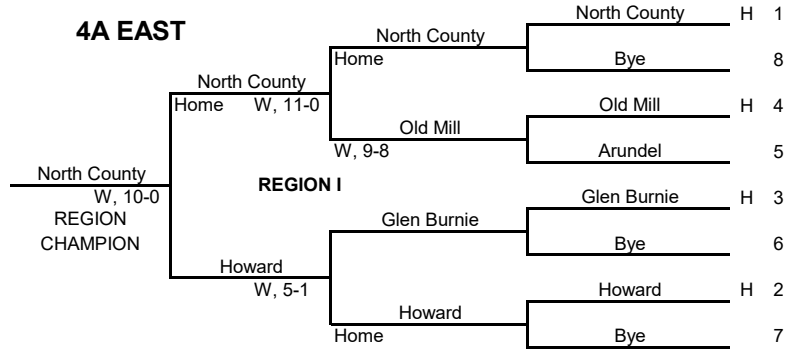 North County H 1
4A EAST
North County
Home
Bye 8
North County
Home W, 11-0
Old Mill H 4
Old Mill
W, 9-8
Arundel 5
North County
W, 10-0
REGION I
REGION
CHAMPION
Glen Burnie H 3
Glen Burnie
Bye 6
Howard
W, 5-1
Howard H 2
Howard
Home
Bye 7